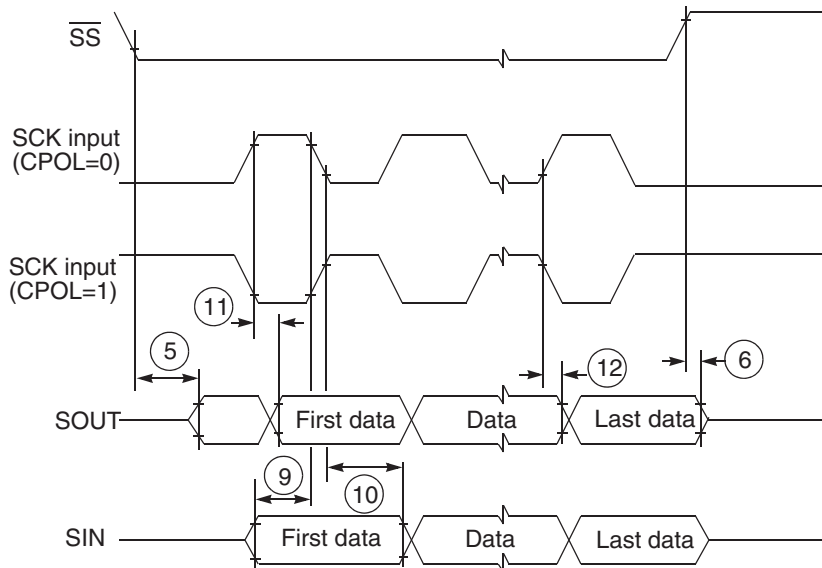 SS
SCK input
(CPOL=0)
SCK input
(CPOL=1)
11
5
12
6
SOUT
First data
Data
Last data
9
10
SIN
First data
Data
Last data